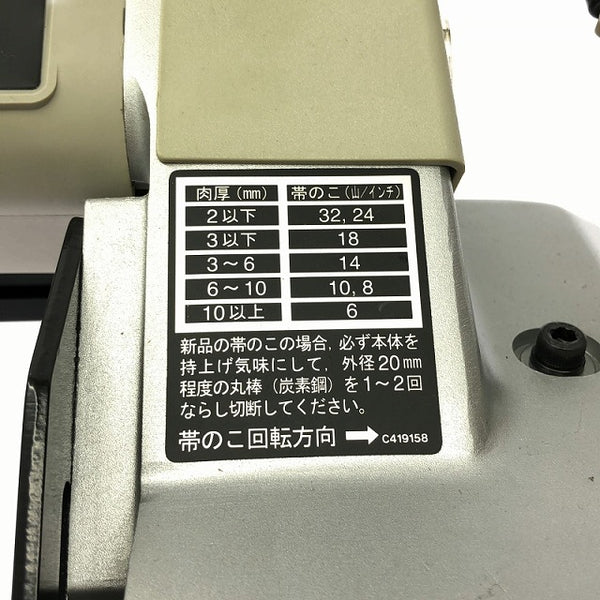 肉厚(mm) 帯のこ(山/インチ)
2以下 32, 24
3以下 18
3～6 14
6～10 10, 8
10以上 6
新品の帯のこの場合, 必ず本体を
持上げ気味にして, 外径20mm
程度の丸棒(炭素鋼)を1～2回
ならし切断してください。
帯のこ回転方向 → C419158